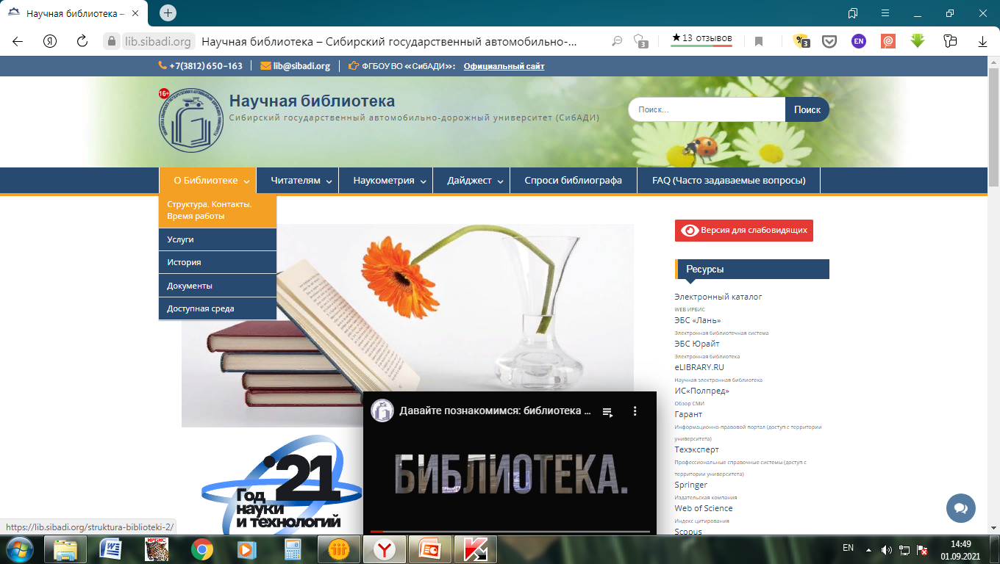 Научная библиотека –
lib.sibadi.org
Научная библиотека – Сибирский государственный автомобильно-...
3
★13 отзывов
%
3
EN
+7(3812)650-163
lib@sibadi.org
ФГБОУ ВО «СибАДИ»:
Официальный сайт
16+
Научная библиотека
Сибирский государственный автомобильно-дорожный университет (СибАДИ)
Поиск...
Поиск
О Библиотеке
Читателям
Наукометрия
Дайджест
Спроси библиографа
FAQ (Часто задаваемые вопросы)
Структура. Контакты.
Время работы
Услуги
История
Документы
Доступная среда
Версия для слабовидящих
Ресурсы
Электронный каталог
WEB ИРБИС
ЭБС «Лань»
Электронная библиотечная система
ЭБС Юрайт
Электронная библиотека
eLIBRARY.RU
Научная электронная библиотека
ИС«Полпред»
Обзор СМИ
Гарант
Информационно-правовой портал (доступ с территории
университета)
Техэксперт
Профессиональные справочные системы (доступ с
территории университета)
Springer
Издательская компания
Web of Science
Индекс цитирования
Scopus
Давайте познакомимся: библиотека ...
БИБЛИОТЕКА.
'21
Год
науки
и технологий
https://lib.sibadi.org/struktura-biblioteki-2/
ИРБИС
EN
14:49
01.09.2021